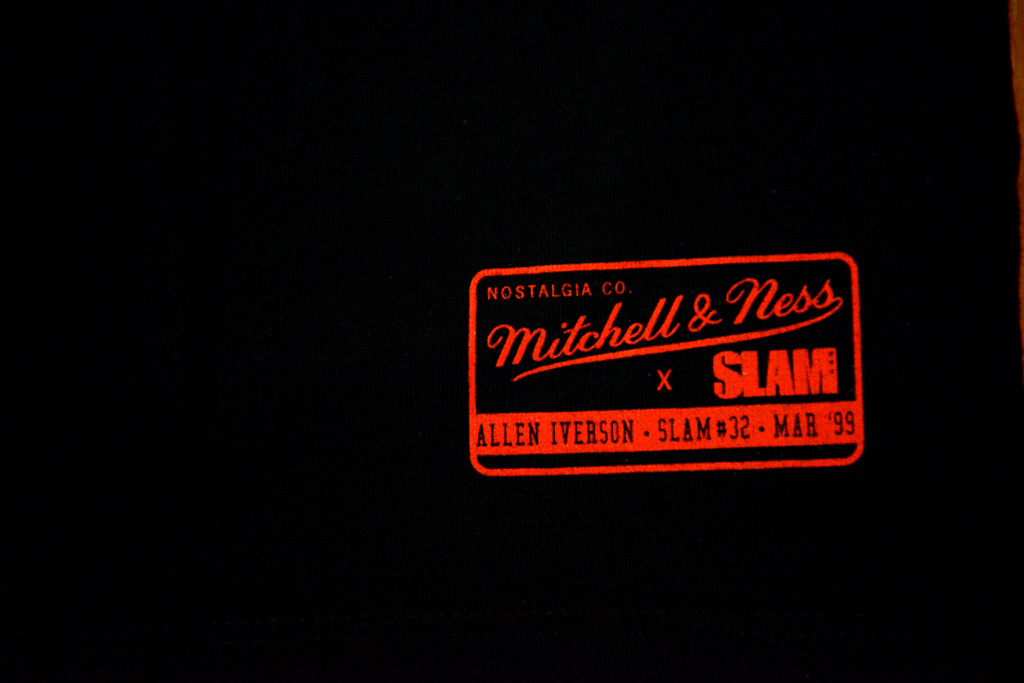 NOSTALGIA CO.
Mitchell & Ness
X SLAM
ALLEN IVERSON · SLAM#32 · MAR '99